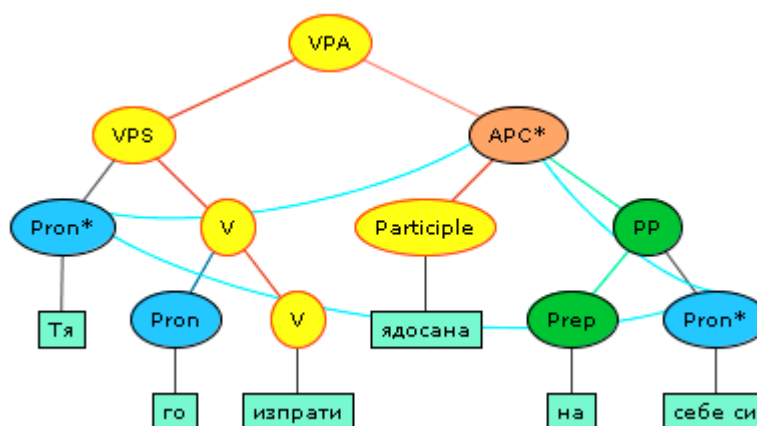 VPA
VPS APC*
Pron* V Participle PP
Тя Pron V ядосана Prep Pron*
го изпрати на себе си